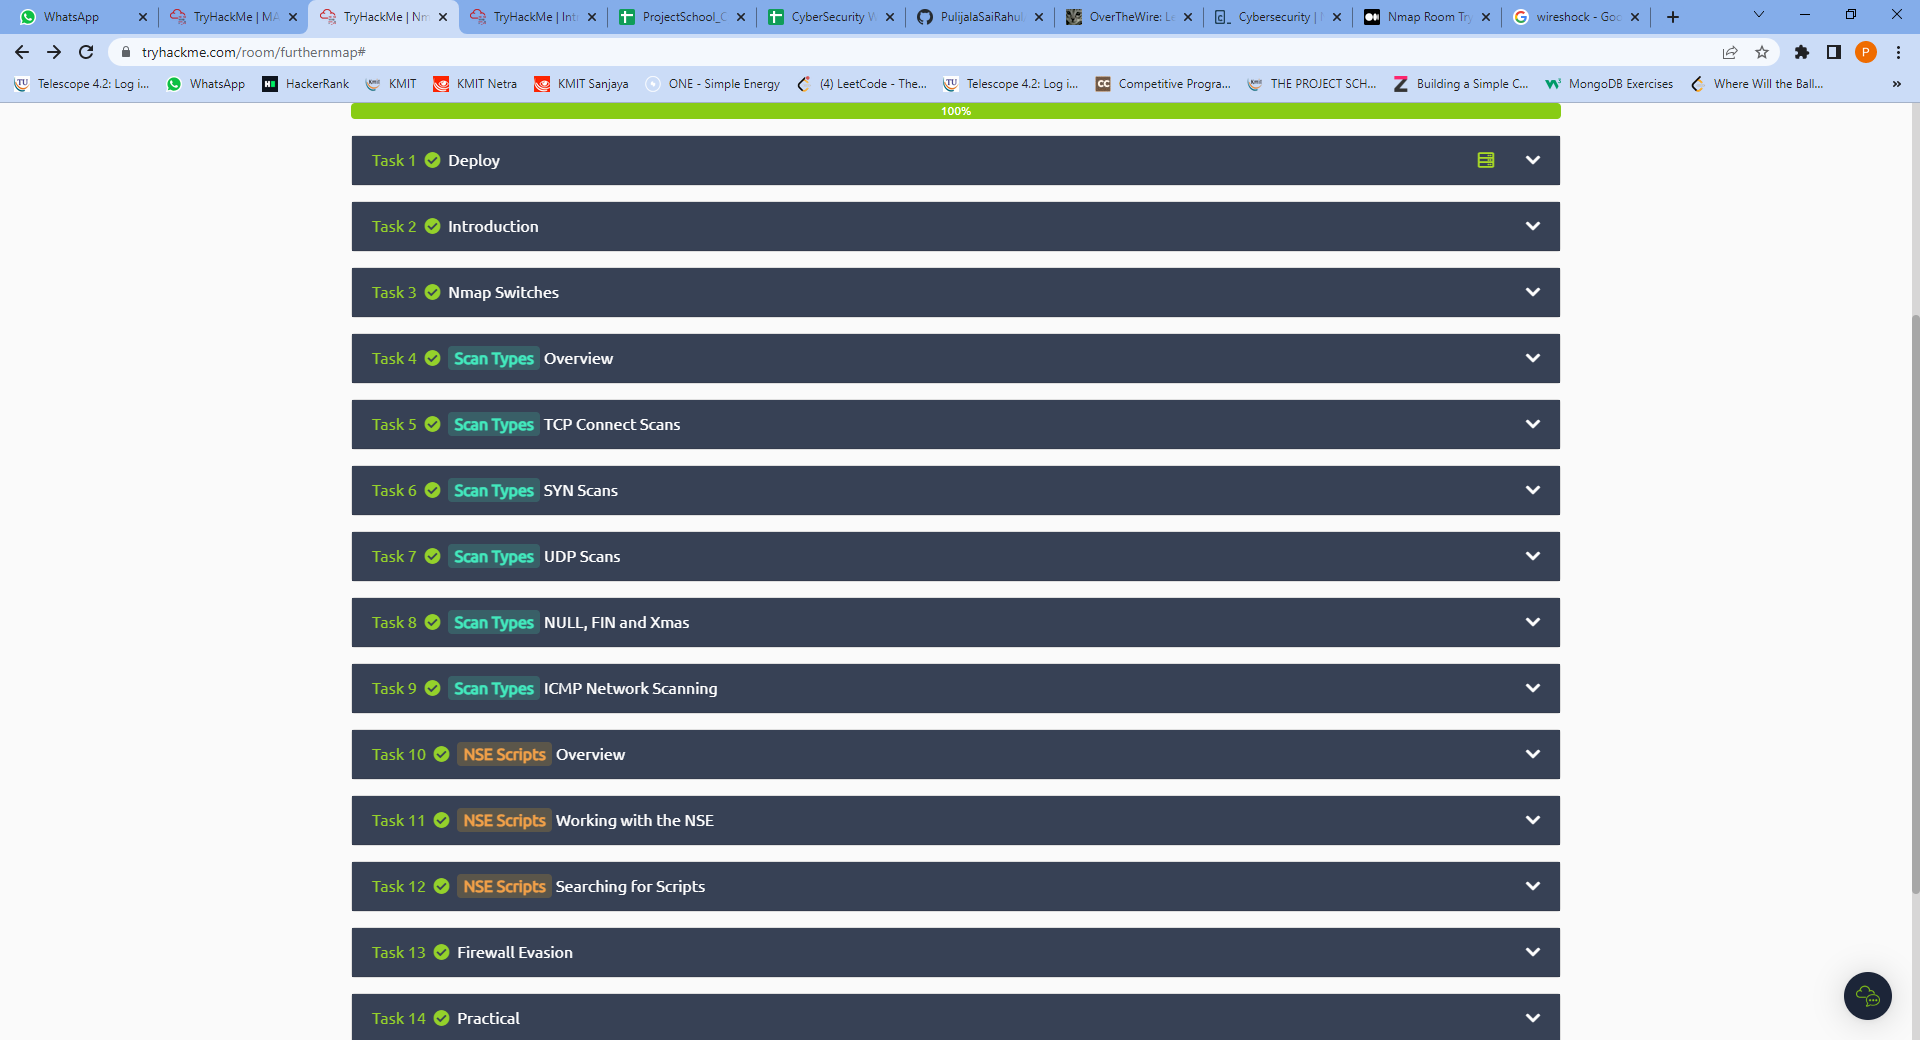 WhatsApp
TryHackMe | MA
TryHackMe | Nm
TryHackMe | Int
ProjectSchool_C
CyberSecurity W
PulijalaSaiRahul
OverTheWire: Le
Cybersecurity |
Nmap Room Try
wireshock - Goo
tryhackme.com/room/furthernmap#
P
Telescope 4.2: Log i...
WhatsApp
HackerRank
KMIT
KMIT Netra
KMIT Sanjaya
ONE - Simple Energy
(4) LeetCode - The...
Telescope 4.2: Log i...
Competitive Progra...
THE PROJECT SCH...
Building a Simple C...
MongoDB Exercises
Where Will the Ball...
»
100%
Task 1 Deploy
Task 2 Introduction
Task 3 Nmap Switches
Task 4 Scan Types Overview
Task 5 Scan Types TCP Connect Scans
Task 6 Scan Types SYN Scans
Task 7 Scan Types UDP Scans
Task 8 Scan Types NULL, FIN and Xmas
Task 9 Scan Types ICMP Network Scanning
Task 10 NSE Scripts Overview
Task 11 NSE Scripts Working with the NSE
Task 12 NSE Scripts Searching for Scripts
Task 13 Firewall Evasion
Task 14 Practical